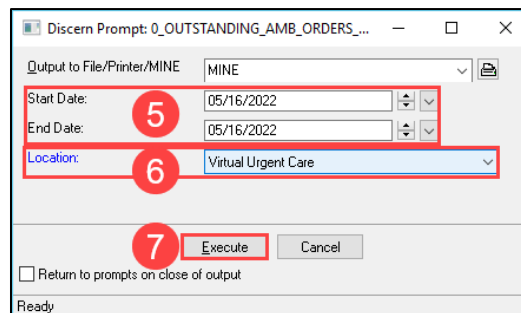 Discern Prompt: 0_OUTSTANDING_AMB_ORDERS_...
Output to File/Printer/MINE MINE
Start Date: 05/16/2022
5
End Date: 05/16/2022
Location: Virtual Urgent Care
6
7 Execute Cancel
Return to prompts on close of output
Ready